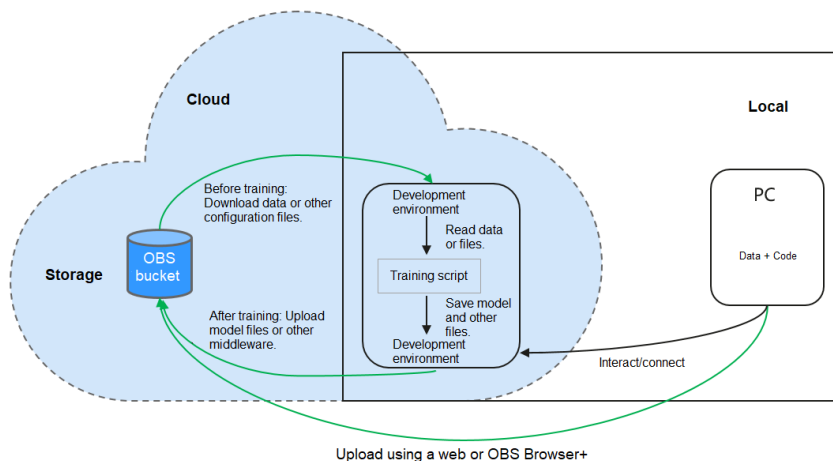 Cloud
Local
Before training:
Download data or other
configuration files.
Development
environment
PC
Read data
or files.
OBS
bucket
Storage
Training script
Data + Code
After training: Upload
model files or other
middleware.
Save model
and other
files.
Development
environment
Interact/connect
Upload using a web or OBS Browser+